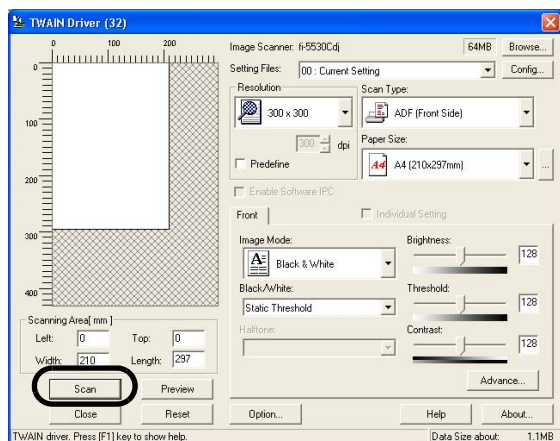 TWAIN Driver (32)
0 100 200
0
100
200
300
400
Image Scanner: fi-5530Cdj 64MB Browse...
Setting Files: 00 : Current Setting Config...
Resolution
300 x 300
300 dpi
Predefine
Scan Type:
ADF (Front Side)
Paper Size:
A4 A4 (210x297mm) ...
Enable Software IPC
Front Individual Setting
Image Mode:
A Black & White
Black/White:
Static Threshold
Halftone:
Brightness:
128
Threshold:
128
Contrast:
128
Advance...
Scanning Area[ mm ]
Left: 0 Top: 0
Width: 210 Length: 297
Scan Preview
Close Reset Option... Help About...
TWAIN driver. Press [F1] key to show help. Data Size about: 1.1MB